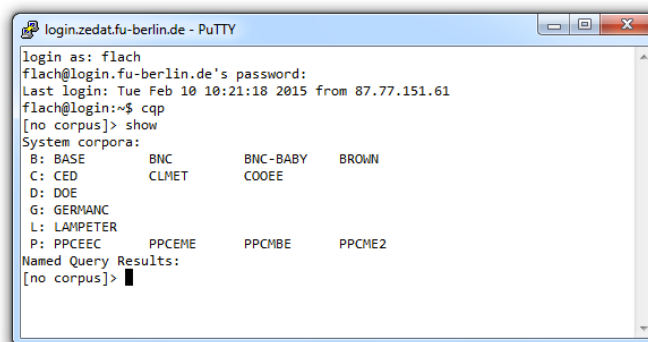 login.zedat.fu-berlin.de - PuTTY
login as: flach
flach@login.fu-berlin.de's password:
Last login: Tue Feb 10 10:21:18 2015 from 87.77.151.61
flach@login:~$ cqp
[no corpus]> show
System corpora:
 B: BASE        BNC         BNC-BABY    BROWN
 C: CED         CLMET       COOEE
 D: DOE
 G: GERMANC
 L: LAMPETER
 P: PPCEEC      PPCEME      PPCMBE      PPCME2
Named Query Results:
[no corpus]>